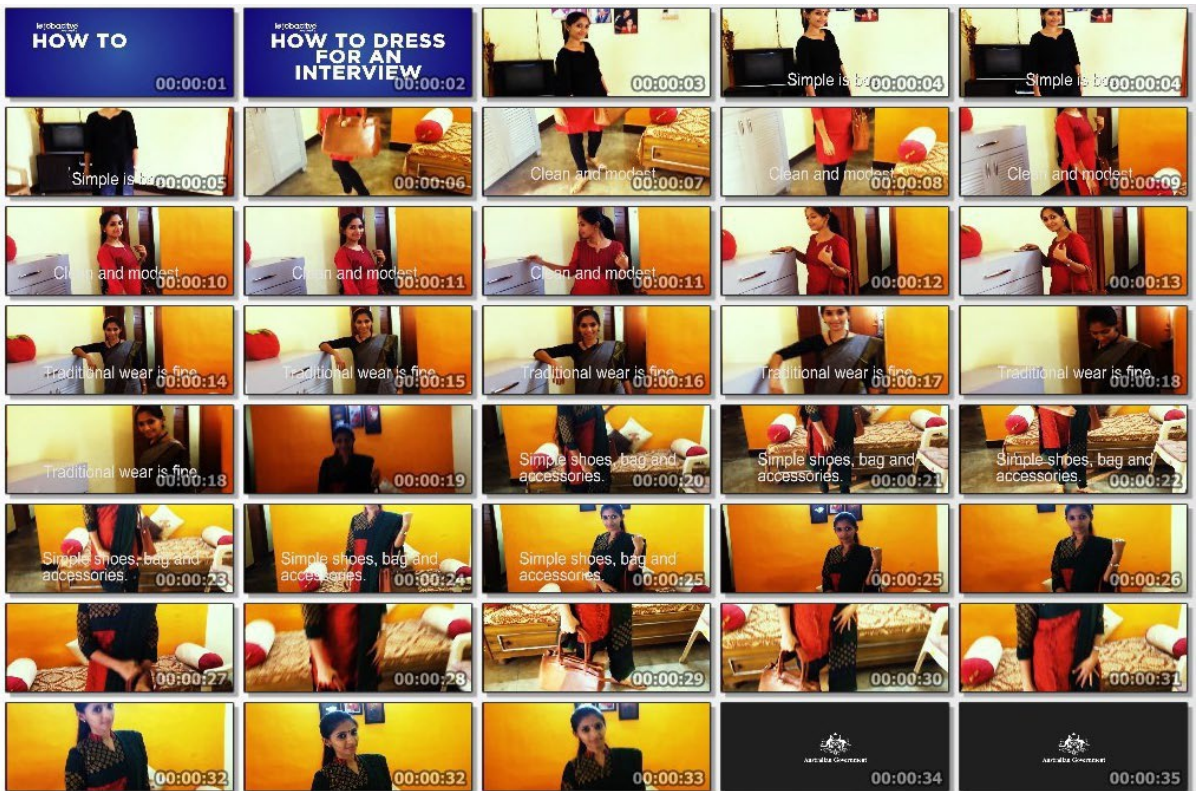 jobactive
HOW TO
00:00:01
jobactive
HOW TO DRESS
FOR AN
INTERVIEW
00:00:02
00:00:03
Simple is
00:00:04
Simple is
00:00:04
Simple is
00:00:05
00:00:06
Clean and modest
00:00:07
Clean and modest
00:00:08
Clean and modest
00:00:09
Clean and modest
00:00:10
Clean and modest
00:00:11
Clean and modest
00:00:11
00:00:12
00:00:13
Traditional wear is fine
00:00:14
Traditional wear is fine
00:00:15
Traditional wear is fine
00:00:16
Traditional wear is fine
00:00:17
Traditional wear is fine
00:00:18
Traditional wear is fine
00:00:18
00:00:19
Simple shoes, bag and
accessories.
00:00:20
Simple shoes, bag and
accessories.
00:00:21
Simple shoes, bag and
accessories.
00:00:22
Simple shoes, bag and
accessories.
00:00:23
Simple shoes, bag and
accessories.
00:00:24
Simple shoes, bag and
accessories.
00:00:25
00:00:25
00:00:26
00:00:27
00:00:28
00:00:29
00:00:30
00:00:31
00:00:32
00:00:32
00:00:33
Australian Government
00:00:34
Australian Government
00:00:35